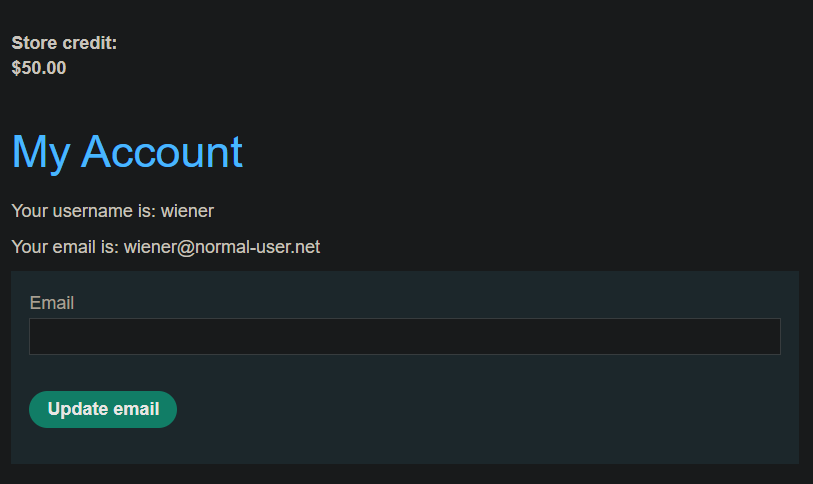 Store credit:
$50.00
My Account
Your username is: wiener
Your email is: wiener@normal-user.net
Email
Update email